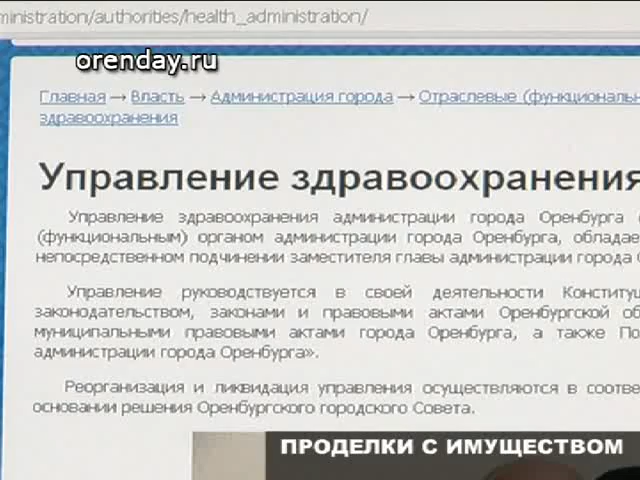 ministration/authorities/health_administration/
orenday.ru
Главная → Власть → Администрация города → Отраслевые (функциональн
здравоохранения
Управление здравоохранения
Управление здравоохранения администрации города Оренбурга
(функциональным) органом администрации города Оренбурга, обладае
непосредственном подчинении заместителя главы администрации города
Управление руководствуется в своей деятельности Конституц
законодательством, законами и правовыми актами Оренбургской об
муниципальными правовыми актами города Оренбурга, а также По
администрации города Оренбурга».
Реорганизация и ликвидация управления осуществляются в соотве
основании решения Оренбургского городского Совета.
ПРОДЕЛКИ С ИМУЩЕСТВОМ